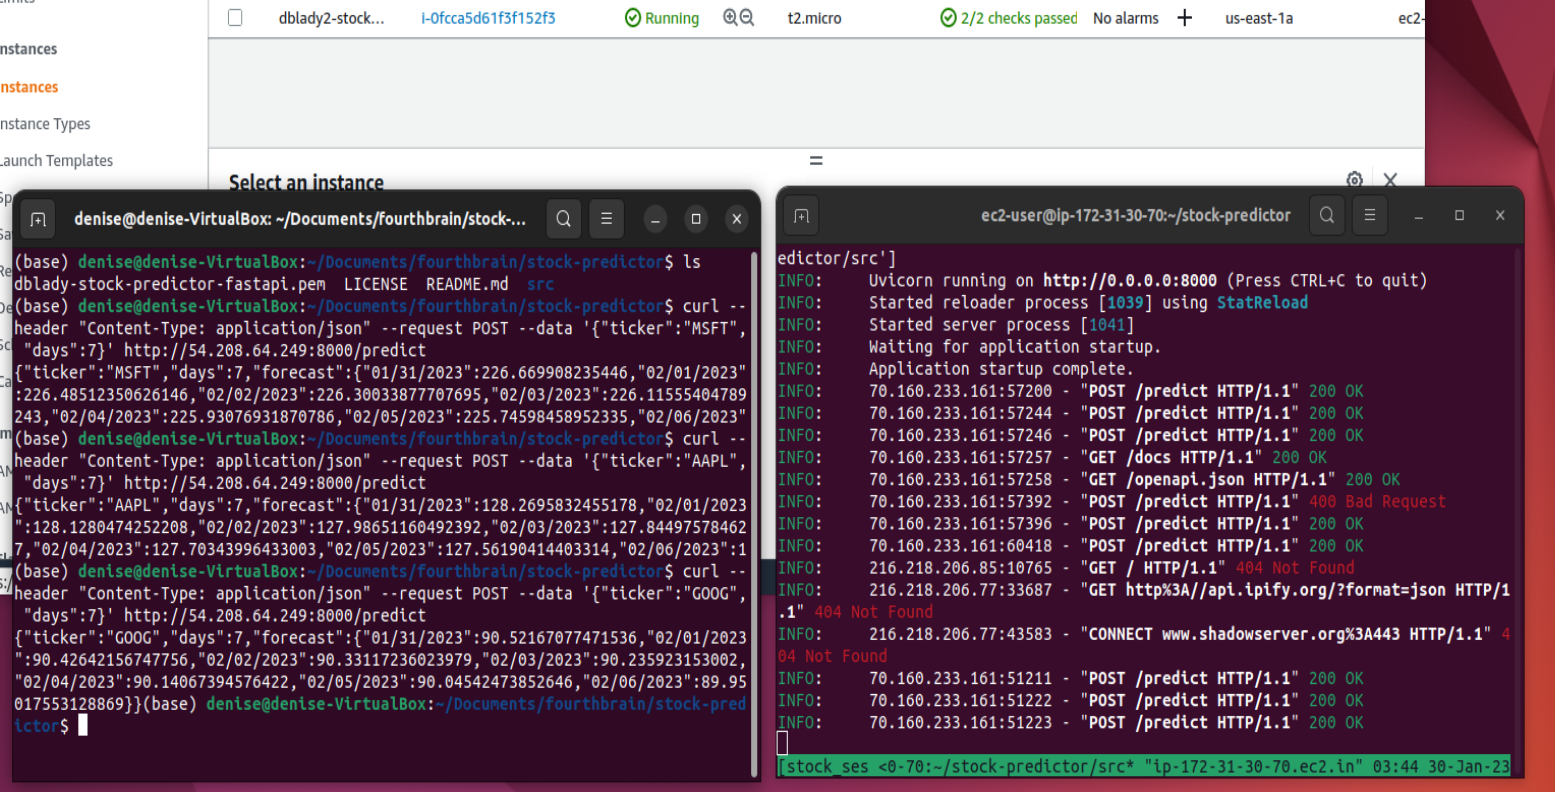 dblady2-stock... i-0fcca5d61f3f152f3 Running t2.micro 2/2 checks passed No alarms + us-east-1a ec2-
nstances
nstances
nstance Types
Launch Templates
Select an instance
denise@denise-VirtualBox: ~/Documents/fourthbrain/stock-...
(base) denise@denise-VirtualBox:~/Documents/fourthbrain/stock-predictor$ ls
dblady-stock-predictor-fastapi.pem LICENSE README.md src
(base) denise@denise-VirtualBox:~/Documents/fourthbrain/stock-predictor$ curl --
header "Content-Type: application/json" --request POST --data '{"ticker":"MSFT",
"days":7}' http://54.208.64.249:8000/predict
{"ticker":"MSFT","days":7,"forecast":{"01/31/2023":226.669908235446,"02/01/2023"
:226.48512350626146,"02/02/2023":226.30033877707695,"02/03/2023":226.11555404789
243,"02/04/2023":225.93076931870786,"02/05/2023":225.74598458952335,"02/06/2023"
(base) denise@denise-VirtualBox:~/Documents/fourthbrain/stock-predictor$ curl --
header "Content-Type: application/json" --request POST --data '{"ticker":"AAPL",
"days":7}' http://54.208.64.249:8000/predict
{"ticker":"AAPL","days":7,"forecast":{"01/31/2023":128.2695832455178,"02/01/2023
":128.1280474252208,"02/02/2023":127.98651160492392,"02/03/2023":127.84497578462
7,"02/04/2023":127.70343996433003,"02/05/2023":127.56190414403314,"02/06/2023":1
(base) denise@denise-VirtualBox:~/Documents/fourthbrain/stock-predictor$ curl --
header "Content-Type: application/json" --request POST --data '{"ticker":"GOOG",
"days":7}' http://54.208.64.249:8000/predict
{"ticker":"GOOG","days":7,"forecast":{"01/31/2023":90.52167077471536,"02/01/2023
":90.42642156747756,"02/02/2023":90.33117236023979,"02/03/2023":90.235923153002,
"02/04/2023":90.14067394576422,"02/05/2023":90.04542473852646,"02/06/2023":89.95
017553128869}}(base) denise@denise-VirtualBox:~/Documents/fourthbrain/stock-pred
ictor$
ec2-user@ip-172-31-30-70:~/stock-predictor
edictor/src']
INFO: Uvicorn running on http://0.0.0.0:8000 (Press CTRL+C to quit)
INFO: Started reloader process [1039] using StatReload
INFO: Started server process [1041]
INFO: Waiting for application startup.
INFO: Application startup complete.
INFO: 70.160.233.161:57200 - "POST /predict HTTP/1.1" 200 OK
INFO: 70.160.233.161:57244 - "POST /predict HTTP/1.1" 200 OK
INFO: 70.160.233.161:57246 - "POST /predict HTTP/1.1" 200 OK
INFO: 70.160.233.161:57257 - "GET /docs HTTP/1.1" 200 OK
INFO: 70.160.233.161:57258 - "GET /openapi.json HTTP/1.1" 200 OK
INFO: 70.160.233.161:57392 - "POST /predict HTTP/1.1" 400 Bad Request
INFO: 70.160.233.161:57396 - "POST /predict HTTP/1.1" 200 OK
INFO: 70.160.233.161:60418 - "POST /predict HTTP/1.1" 200 OK
INFO: 216.218.206.85:10765 - "GET / HTTP/1.1" 404 Not Found
INFO: 216.218.206.77:33687 - "GET http%3A//api.ipify.org/?format=json HTTP/1
.1" 404 Not Found
INFO: 216.218.206.77:43583 - "CONNECT www.shadowserver.org%3A443 HTTP/1.1" 4
04 Not Found
INFO: 70.160.233.161:51211 - "POST /predict HTTP/1.1" 200 OK
INFO: 70.160.233.161:51222 - "POST /predict HTTP/1.1" 200 OK
INFO: 70.160.233.161:51223 - "POST /predict HTTP/1.1" 200 OK
[stock_ses <0-70:~/stock-predictor/src* "ip-172-31-30-70.ec2.in" 03:44 30-Jan-23